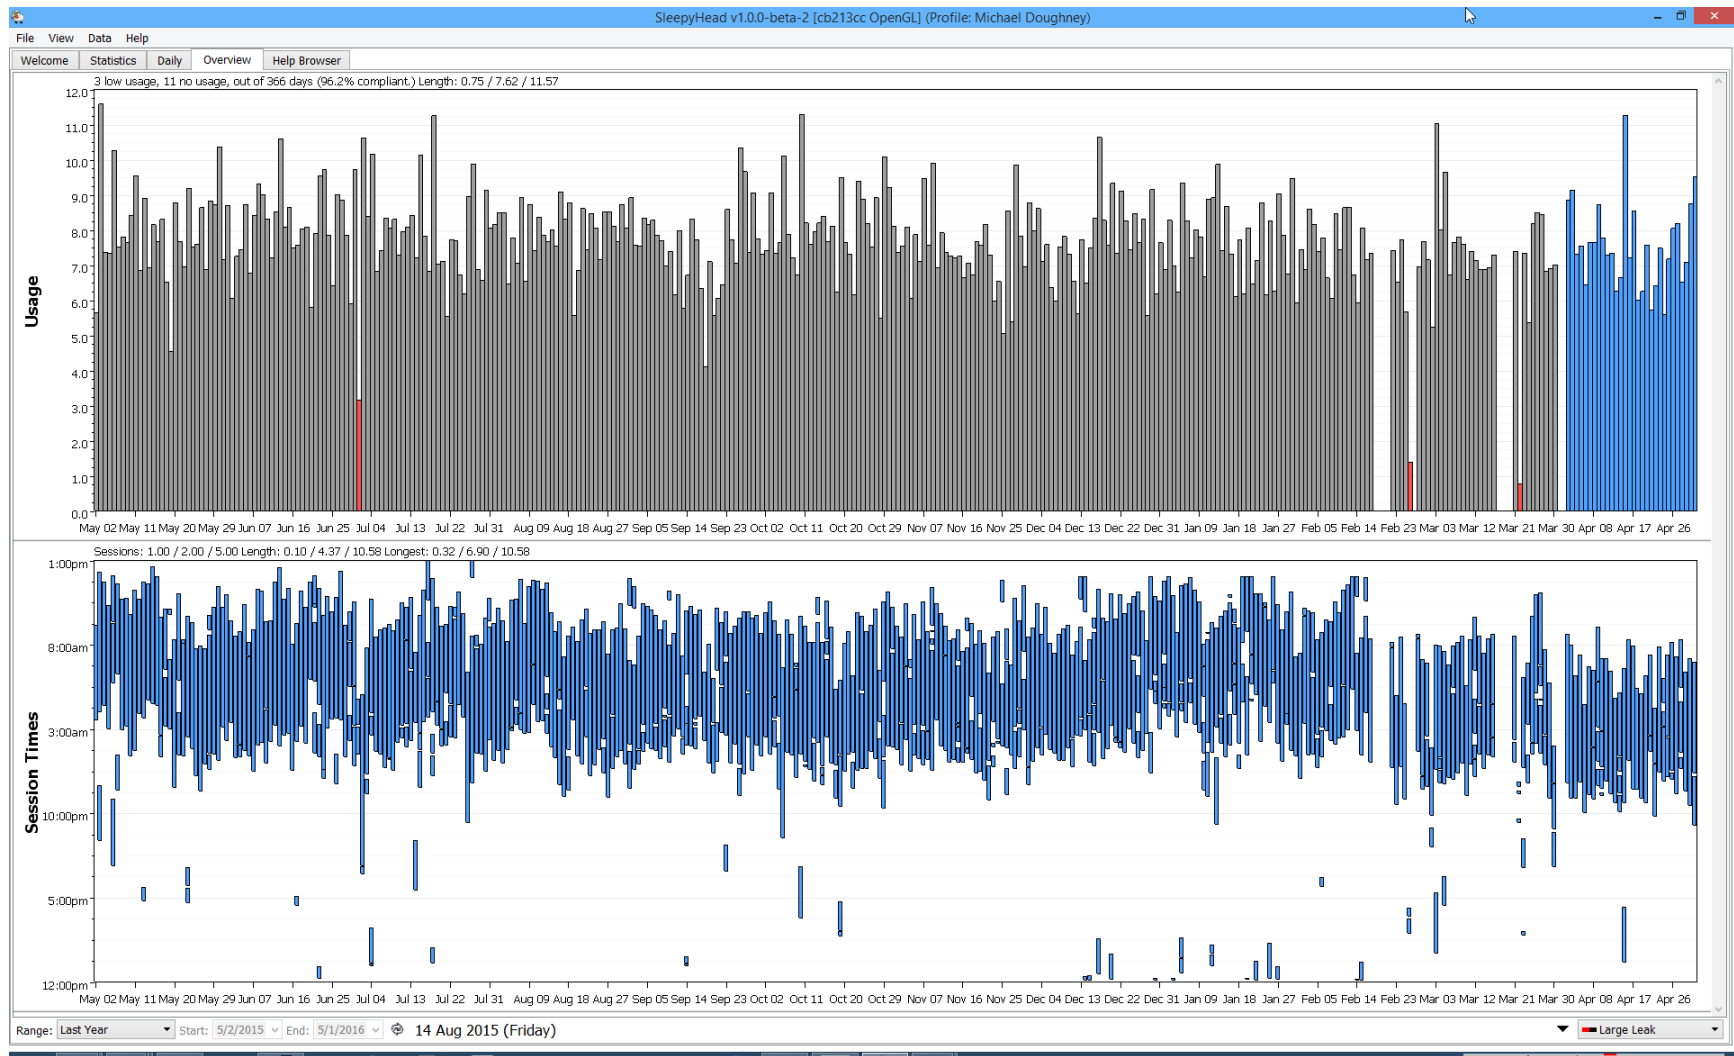 SleepyHead v1.0.0-beta-2 [cb213cc OpenGL] (Profile: Michael Doughney)
File View Data Help
Welcome Statistics Daily Overview Help Browser
3 low usage, 11 no usage, out of 366 days (96.2% compliant.) Length: 0.75 / 7.62 / 11.57
12.0
11.0
10.0
9.0
8.0
7.0
6.0
5.0
4.0
3.0
2.0
1.0
0.0
Usage
May 02 May 11 May 20 May 29 Jun 07 Jun 16 Jun 25 Jul 04 Jul 13 Jul 22 Jul 31 Aug 09 Aug 18 Aug 27 Sep 05 Sep 14 Sep 23 Oct 02 Oct 11 Oct 20 Oct 29 Nov 07 Nov 16 Nov 25 Dec 04 Dec 13 Dec 22 Dec 31 Jan 09 Jan 18 Jan 27 Feb 05 Feb 14 Feb 23 Mar 03 Mar 12 Mar 21 Mar 30 Apr 08 Apr 17 Apr 26
Sessions: 1.00 / 2.00 / 5.00 Length: 0.10 / 4.37 / 10.58 Longest: 0.32 / 6.90 / 10.58
1:00pm
8:00am
3:00am
10:00pm
5:00pm
12:00pm
Session Times
May 02 May 11 May 20 May 29 Jun 07 Jun 16 Jun 25 Jul 04 Jul 13 Jul 22 Jul 31 Aug 09 Aug 18 Aug 27 Sep 05 Sep 14 Sep 23 Oct 02 Oct 11 Oct 20 Oct 29 Nov 07 Nov 16 Nov 25 Dec 04 Dec 13 Dec 22 Dec 31 Jan 09 Jan 18 Jan 27 Feb 05 Feb 14 Feb 23 Mar 03 Mar 12 Mar 21 Mar 30 Apr 08 Apr 17 Apr 26
Range: Last Year Start: 5/2/2015 End: 5/1/2016 14 Aug 2015 (Friday) Large Leak